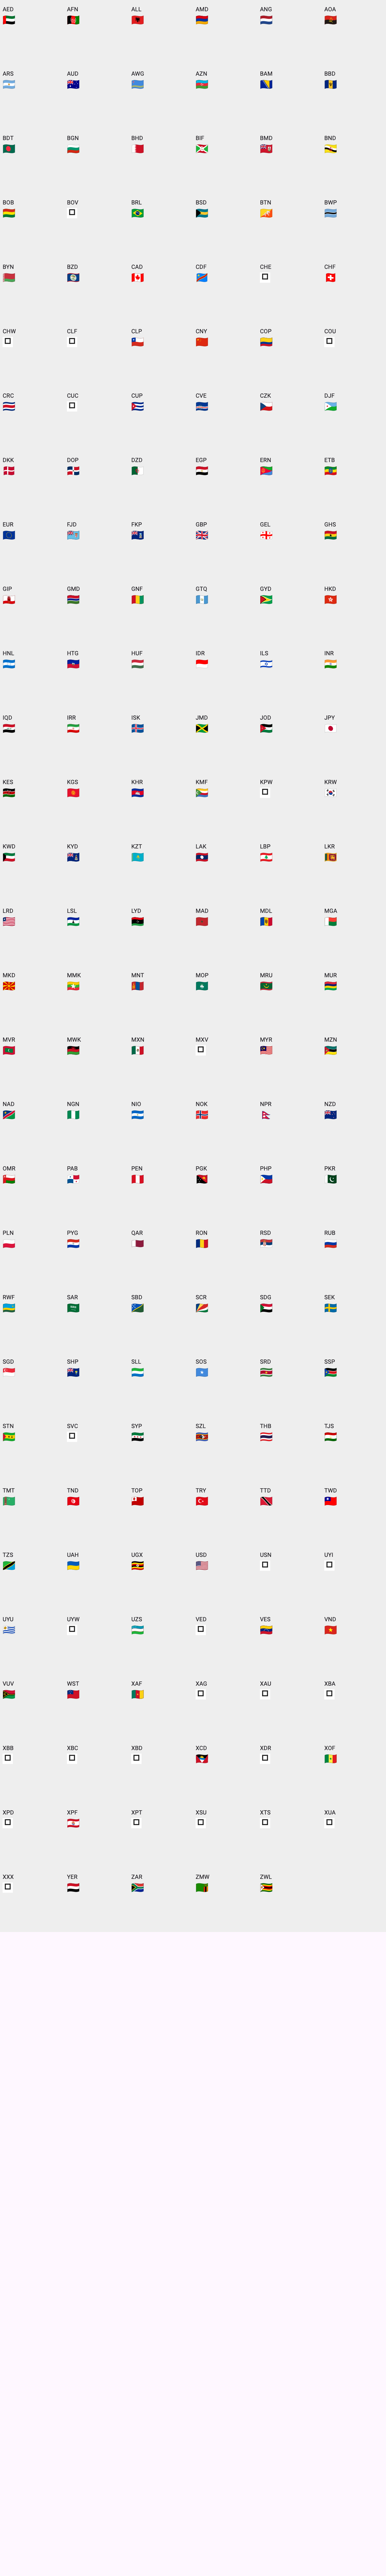 AED AFN ALL AMD ANG AOA
ARS AUD AWG AZN BAM BBD
BDT BGN BHD BIF BMD BND
BOB BOV BRL BSD BTN BWP
BYN BZD CAD CDF CHE CHF
CHW CLF CLP CNY COP COU
CRC CUC CUP CVE CZK DJF
DKK DOP DZD EGP ERN ETB
EUR FJD FKP GBP GEL GHS
GIP GMD GNF GTQ GYD HKD
HNL HTG HUF IDR ILS INR
IQD IRR ISK JMD JOD JPY
KES KGS KHR KMF KPW KRW
KWD KYD KZT LAK LBP LKR
LRD LSL LYD MAD MDL MGA
MKD MMK MNT MOP MRU MUR
MVR MWK MXN MXV MYR MZN
NAD NGN NIO NOK NPR NZD
OMR PAB PEN PGK PHP PKR
PLN PYG QAR RON RSD RUB
RWF SAR SBD SCR SDG SEK
SGD SHP SLL SOS SRD SSP
STN SVC SYP SZL THB TJS
TMT TND TOP TRY TTD TWD
TZS UAH UGX USD USN UYI
UYU UYW UZS VED VES VND
VUV WST XAF XAG XAU XBA
XBB XBC XBD XCD XDR XOF
XPD XPF XPT XSU XTS XUA
XXX YER ZAR ZMW ZWL